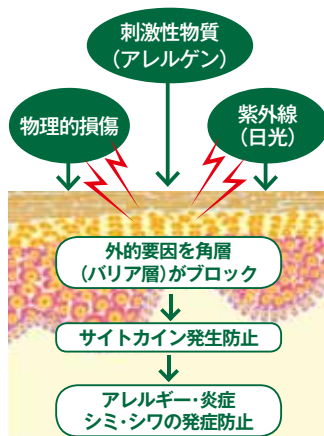 刺激性物質
（アレルゲン）
物理的損傷
紫外線
（日光）
外的要因を角層
（バリア層）がブロック
サイトカイン発生防止
アレルギー・炎症
シミ・シワの発症防止